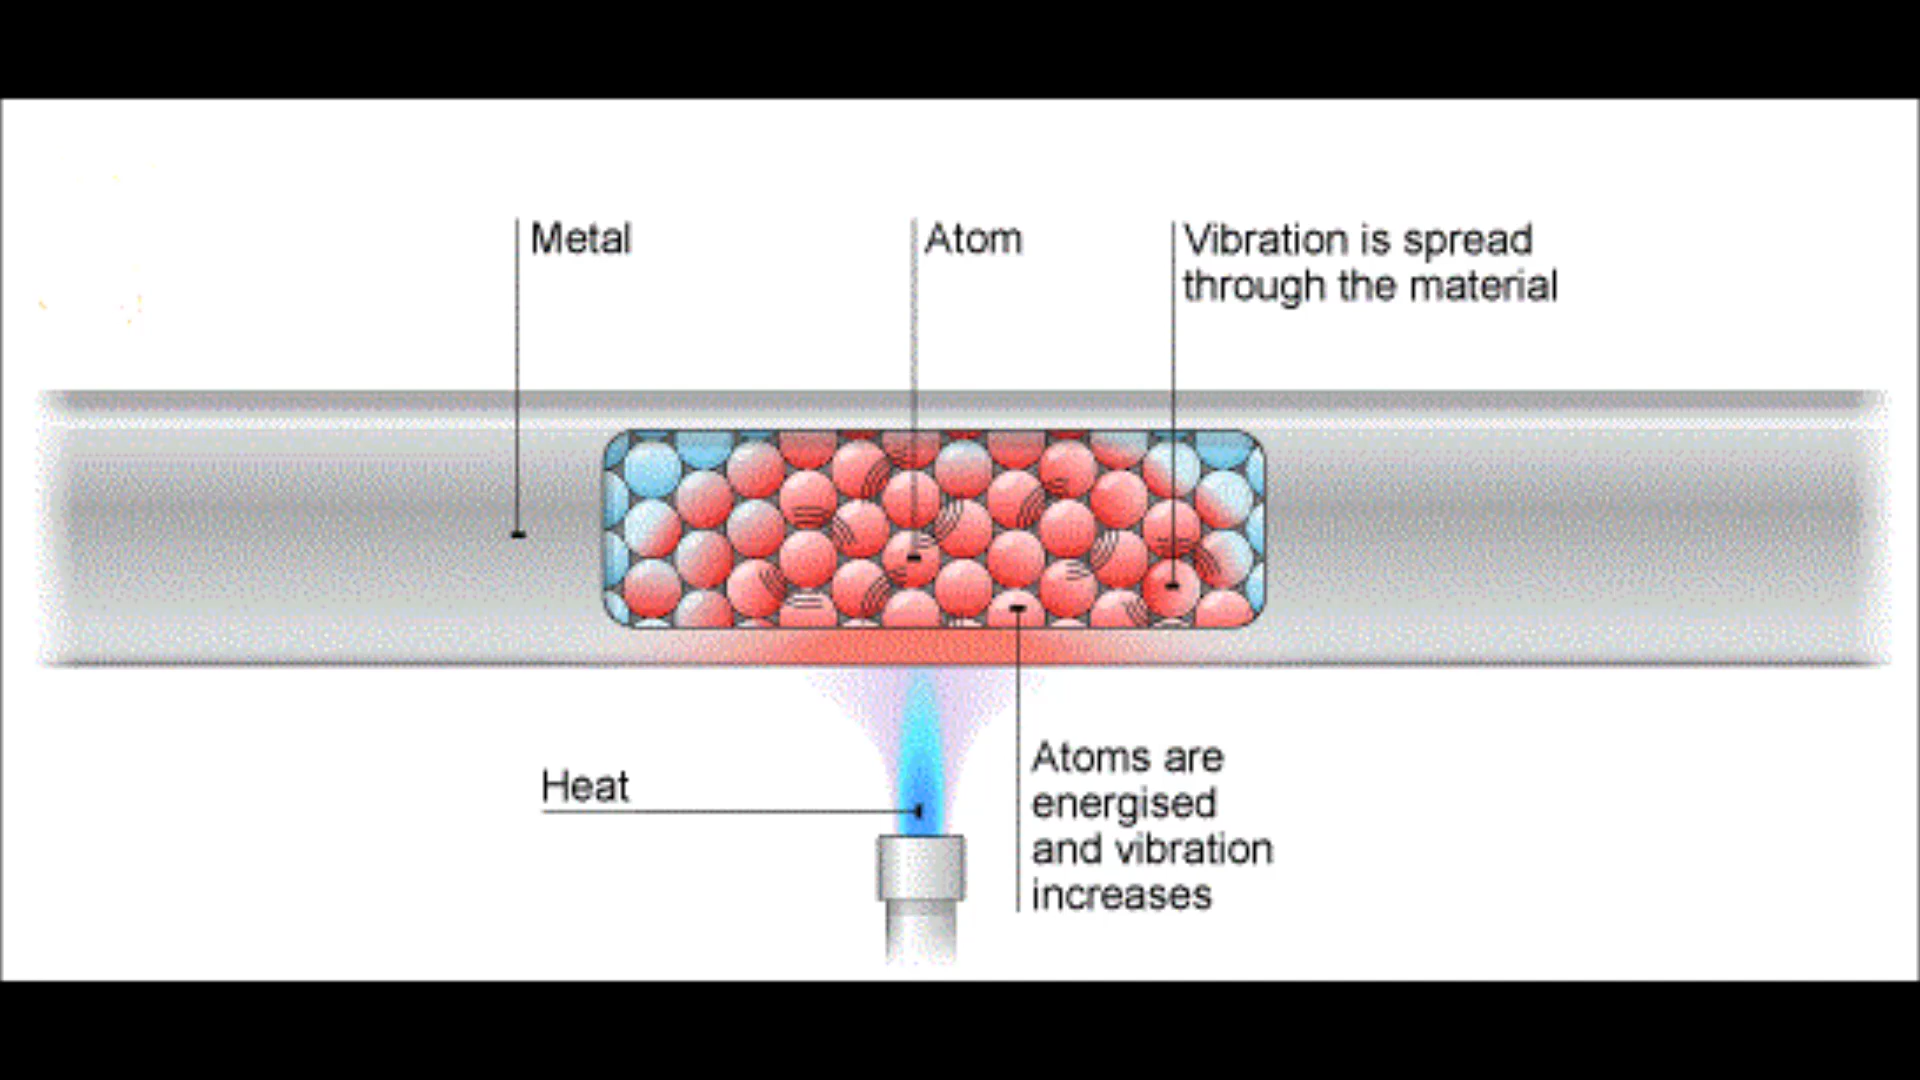 Metal
Atom
Vibration is spread
through the material
Heat
Atoms are
energised
and vibration
increases